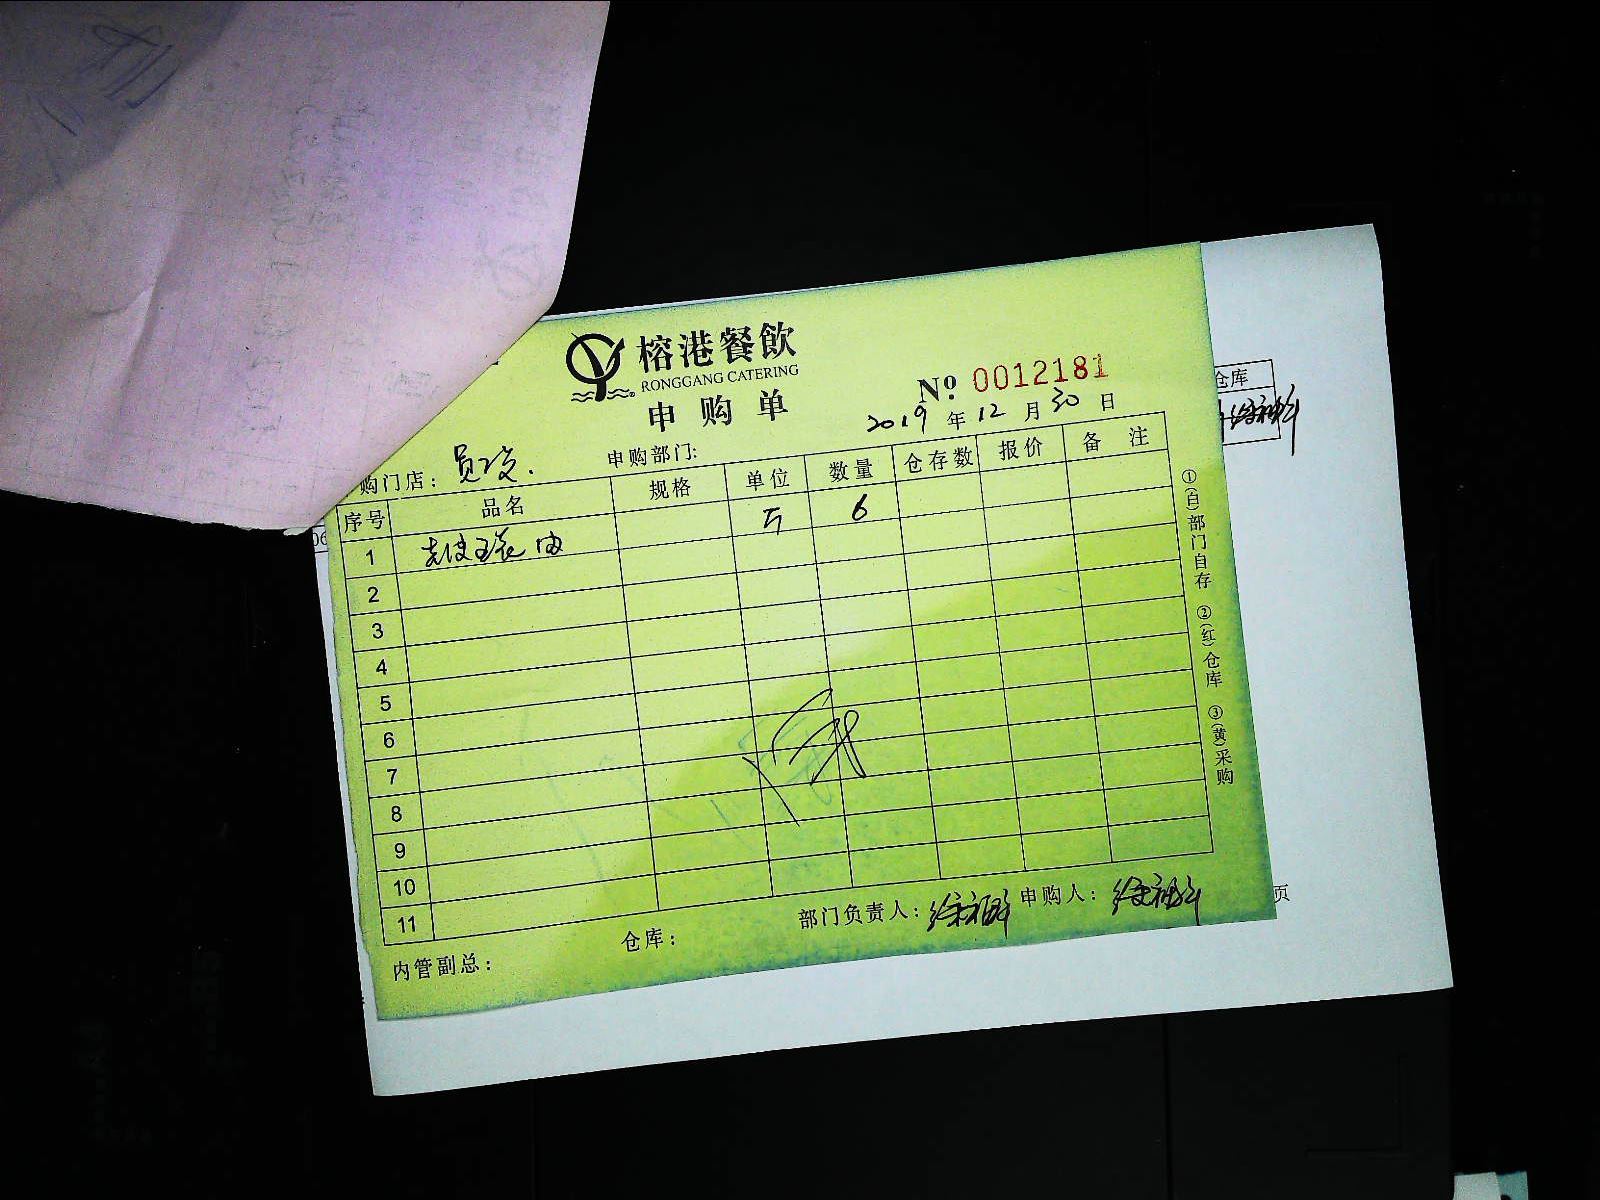 榕港餐飲
RONGGANG CATERING
申购单
№ 0012181
2019 年 12 月 30 日
购门店: 申购部门:
序号 品名 规格 单位 数量 仓存数 报价 备注
1 6
2
3
4
5
6
7
8
9
10
11
①(白)部门自存 ②(红)仓库 ③(黄)采购
内管副总: 仓库: 部门负责人: 申购人:
仓库
页
06